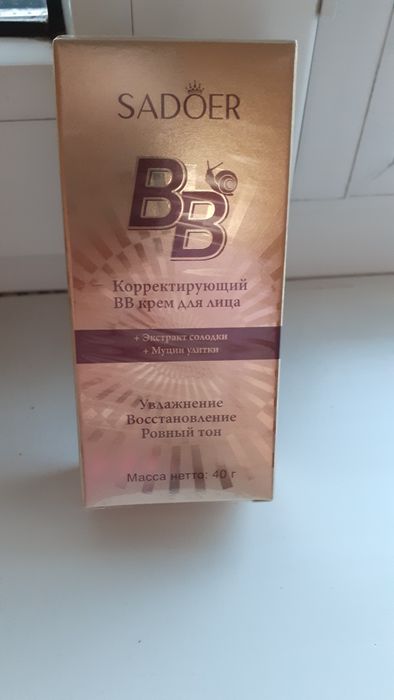 SADOER
BB
Корректирующий
BB крем для лица
+ Экстракт солодки
+ Муцин улитки
Увлажнение
Восстановление
Ровный тон
Масса нетто: 40 г